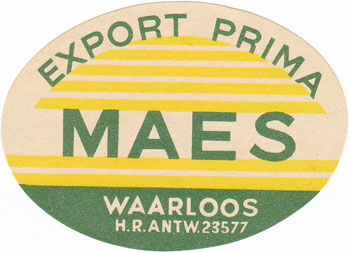 EXPORT PRIMA
MAES
WAARLOOS
H.R.ANTW.23577